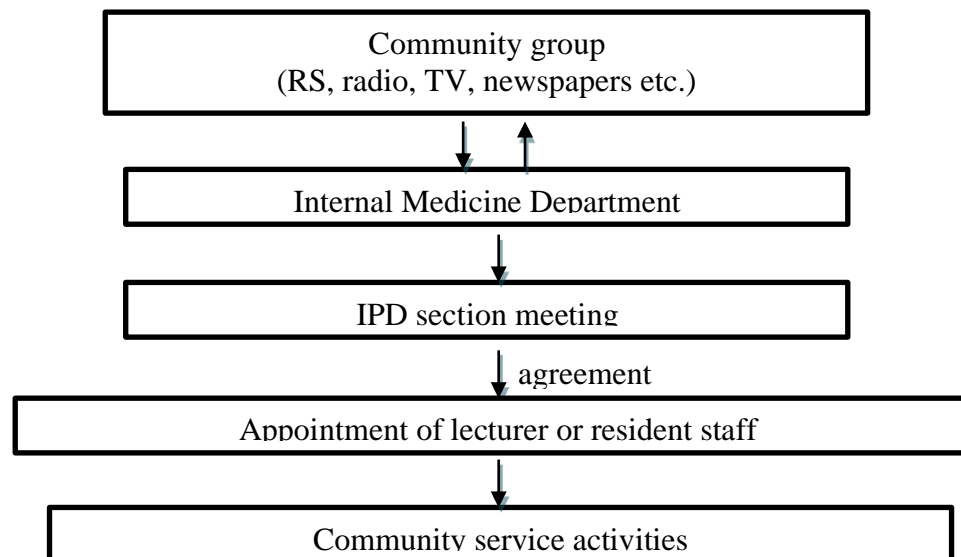 Community group
(RS, radio, TV, newspapers etc.)
Internal Medicine Department
IPD section meeting
agreement
Appointment of lecturer or resident staff
Community service activities